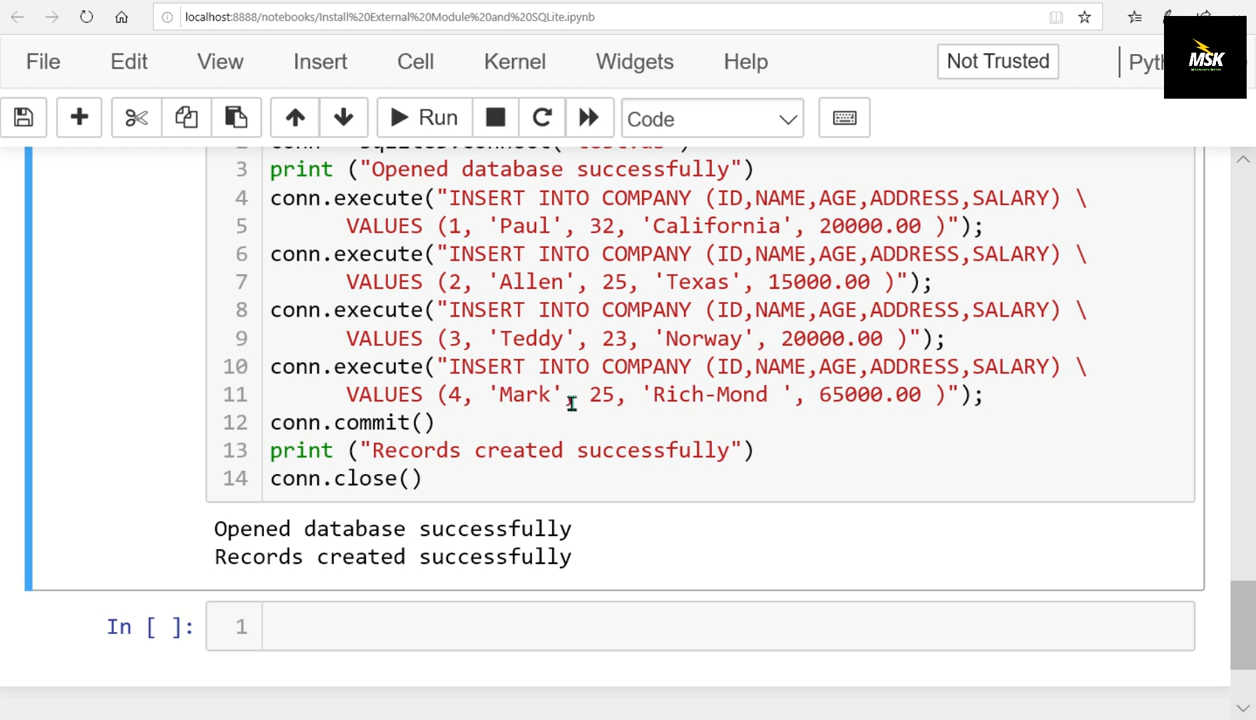 localhost:8888/notebooks/Install%20External%20Module%20and%20SQLite.ipynb
MSK
File Edit View Insert Cell Kernel Widgets Help Not Trusted
Run Code
3 print ("Opened database successfully")
4 conn.execute("INSERT INTO COMPANY (ID,NAME,AGE,ADDRESS,SALARY) \
5 VALUES (1, 'Paul', 32, 'California', 20000.00 )");
6 conn.execute("INSERT INTO COMPANY (ID,NAME,AGE,ADDRESS,SALARY) \
7 VALUES (2, 'Allen', 25, 'Texas', 15000.00 )");
8 conn.execute("INSERT INTO COMPANY (ID,NAME,AGE,ADDRESS,SALARY) \
9 VALUES (3, 'Teddy', 23, 'Norway', 20000.00 )");
10 conn.execute("INSERT INTO COMPANY (ID,NAME,AGE,ADDRESS,SALARY) \
11 VALUES (4, 'Mark', 25, 'Rich-Mond ', 65000.00 )");
12 conn.commit()
13 print ("Records created successfully")
14 conn.close()
Opened database successfully
Records created successfully
In [ ]: 1